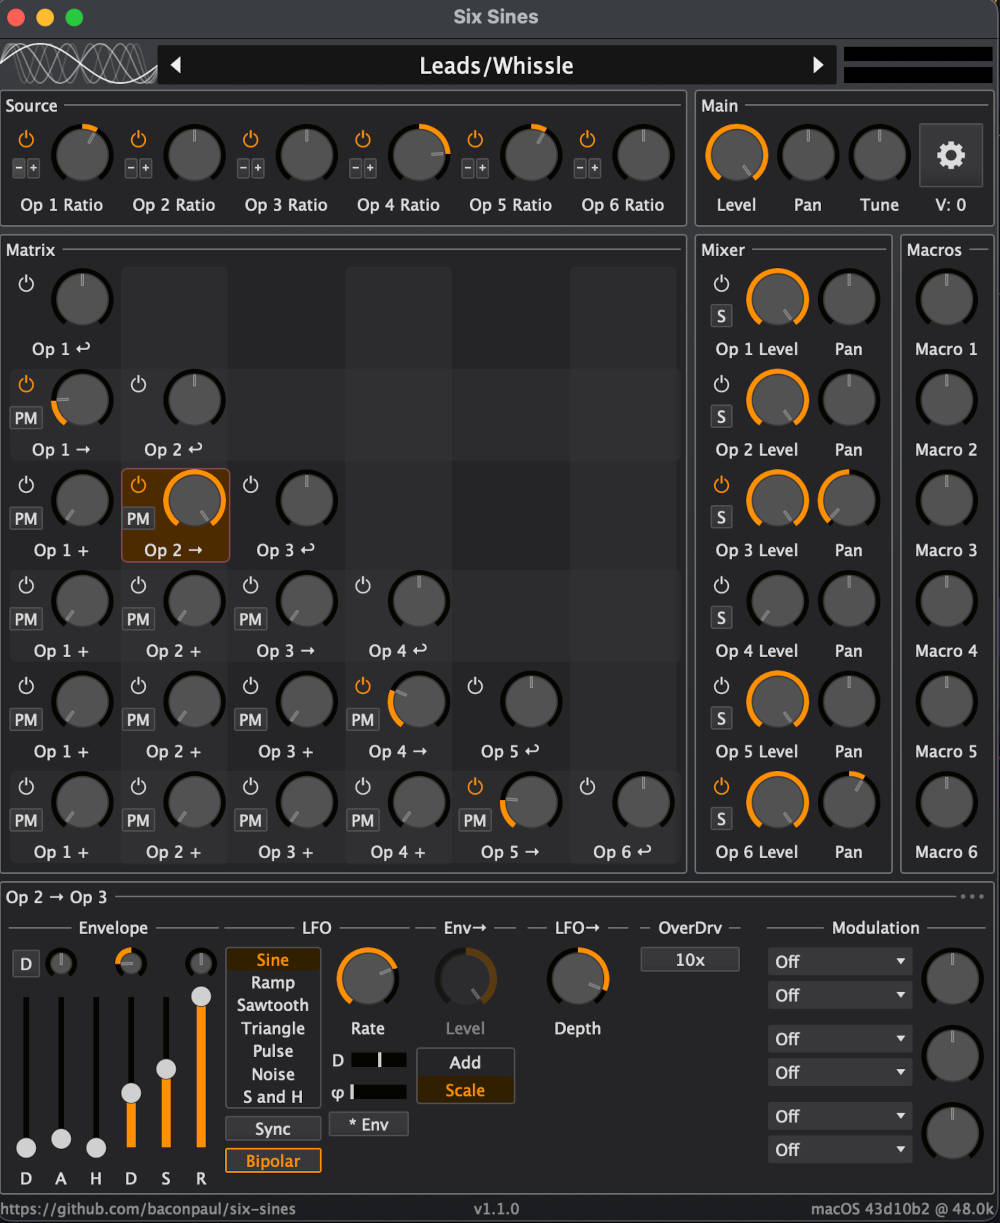 Six Sines
Leads/Whissle
Source
Main
- + - + - + - + - + - +
Op 1 Ratio Op 2 Ratio Op 3 Ratio Op 4 Ratio Op 5 Ratio Op 6 Ratio
Level Pan Tune V: 0
Matrix
Mixer
Macros
S
Op 1 ↩
Op 1 Level Pan
Macro 1
PM
S
Op 1 → Op 2 ↩
Op 2 Level Pan
Macro 2
PM PM
S
Op 1 + Op 2 → Op 3 ↩
Op 3 Level Pan
Macro 3
PM PM PM
S
Op 1 + Op 2 + Op 3 → Op 4 ↩
Op 4 Level Pan
Macro 4
PM PM PM PM
S
Op 1 + Op 2 + Op 3 + Op 4 → Op 5 ↩
Op 5 Level Pan
Macro 5
PM PM PM PM PM
S
Op 1 + Op 2 + Op 3 + Op 4 + Op 5 → Op 6 ↩
Op 6 Level Pan
Macro 6
Op 2 → Op 3
Envelope
D
D A H D S R
LFO
Sine
Ramp
Sawtooth
Triangle
Pulse
Noise
S and H
Sync
Bipolar
Rate
D
φ
* Env
Env→
Level
Add
Scale
LFO→
Depth
OverDrv
10x
Modulation
Off
Off
Off
Off
Off
Off
https://github.com/baconpaul/six-sines
v1.1.0
macOS 43d10b2 @ 48.0k